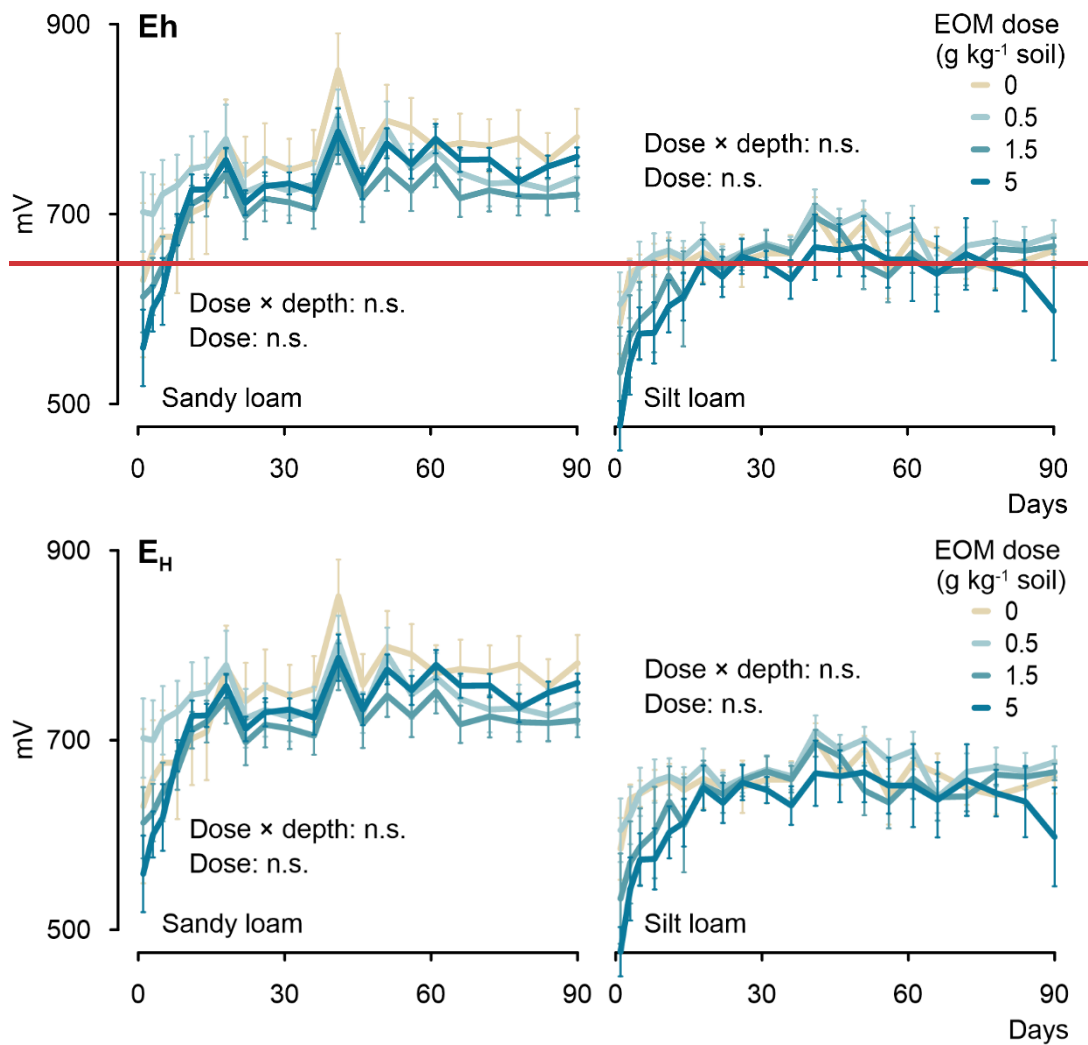 900
Eh
EOM dose
(g kg⁻¹ soil)
0
0.5
1.5
5
Dose × depth: n.s.
Dose: n.s.
700
mV
Dose × depth: n.s.
Dose: n.s.
500
Sandy loam
Silt loam
0 30 60 90
0 30 60 90
Days
900
E_H
EOM dose
(g kg⁻¹ soil)
0
0.5
1.5
5
Dose × depth: n.s.
Dose: n.s.
700
mV
Dose × depth: n.s.
Dose: n.s.
500
Sandy loam
Silt loam
0 30 60 90
0 30 60 90
Days